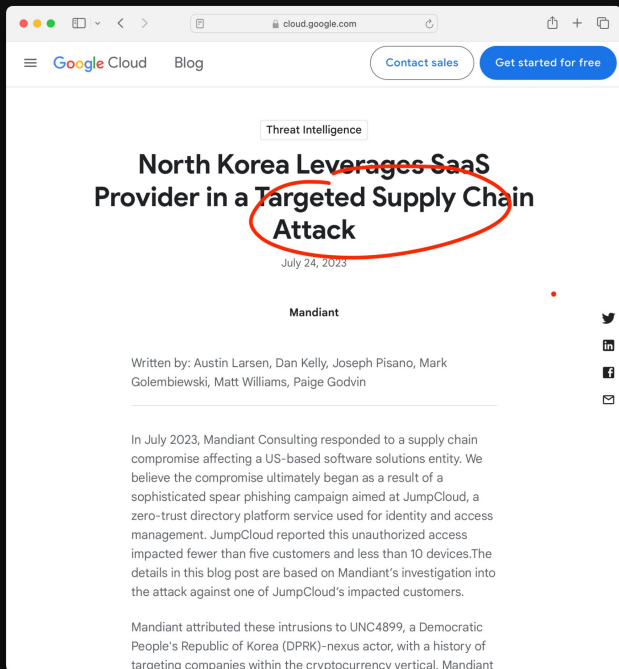 cloud.google.com
Google Cloud Blog
Contact sales
Get started for free
Threat Intelligence
North Korea Leverages SaaS
Provider in a Targeted Supply Chain
Attack
July 24, 2023
Mandiant
Written by: Austin Larsen, Dan Kelly, Joseph Pisano, Mark
Golembiewski, Matt Williams, Paige Godvin
In July 2023, Mandiant Consulting responded to a supply chain
compromise affecting a US-based software solutions entity. We
believe the compromise ultimately began as a result of a
sophisticated spear phishing campaign aimed at JumpCloud, a
zero-trust directory platform service used for identity and access
management. JumpCloud reported this unauthorized access
impacted fewer than five customers and less than 10 devices.The
details in this blog post are based on Mandiant's investigation into
the attack against one of JumpCloud's impacted customers.
Mandiant attributed these intrusions to UNC4899, a Democratic
People's Republic of Korea (DPRK)-nexus actor, with a history of
targeting companies within the cryptocurrency vertical. Mandiant